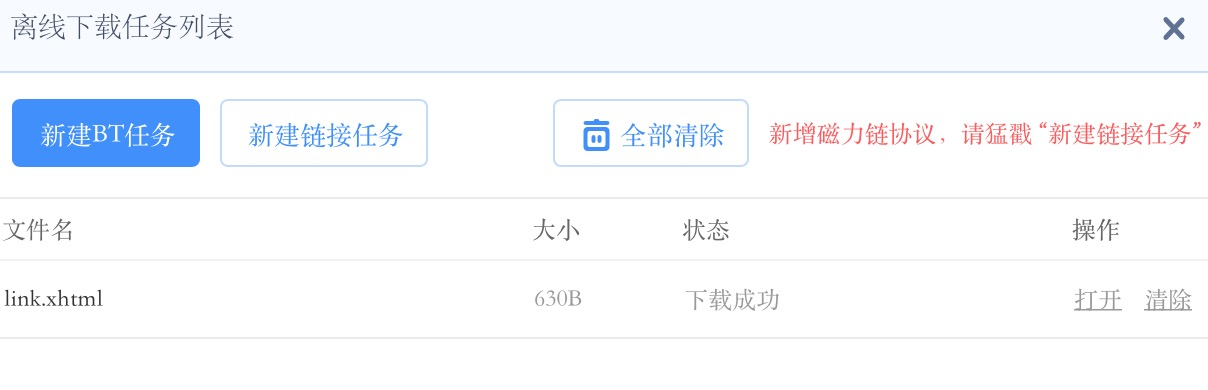 离线下载任务列表
新建BT任务 新建链接任务 全部清除 新增磁力链协议，请猛戳“新建链接任务”
文件名 大小 状态 操作
link.xhtml 630B 下载成功 打开 清除